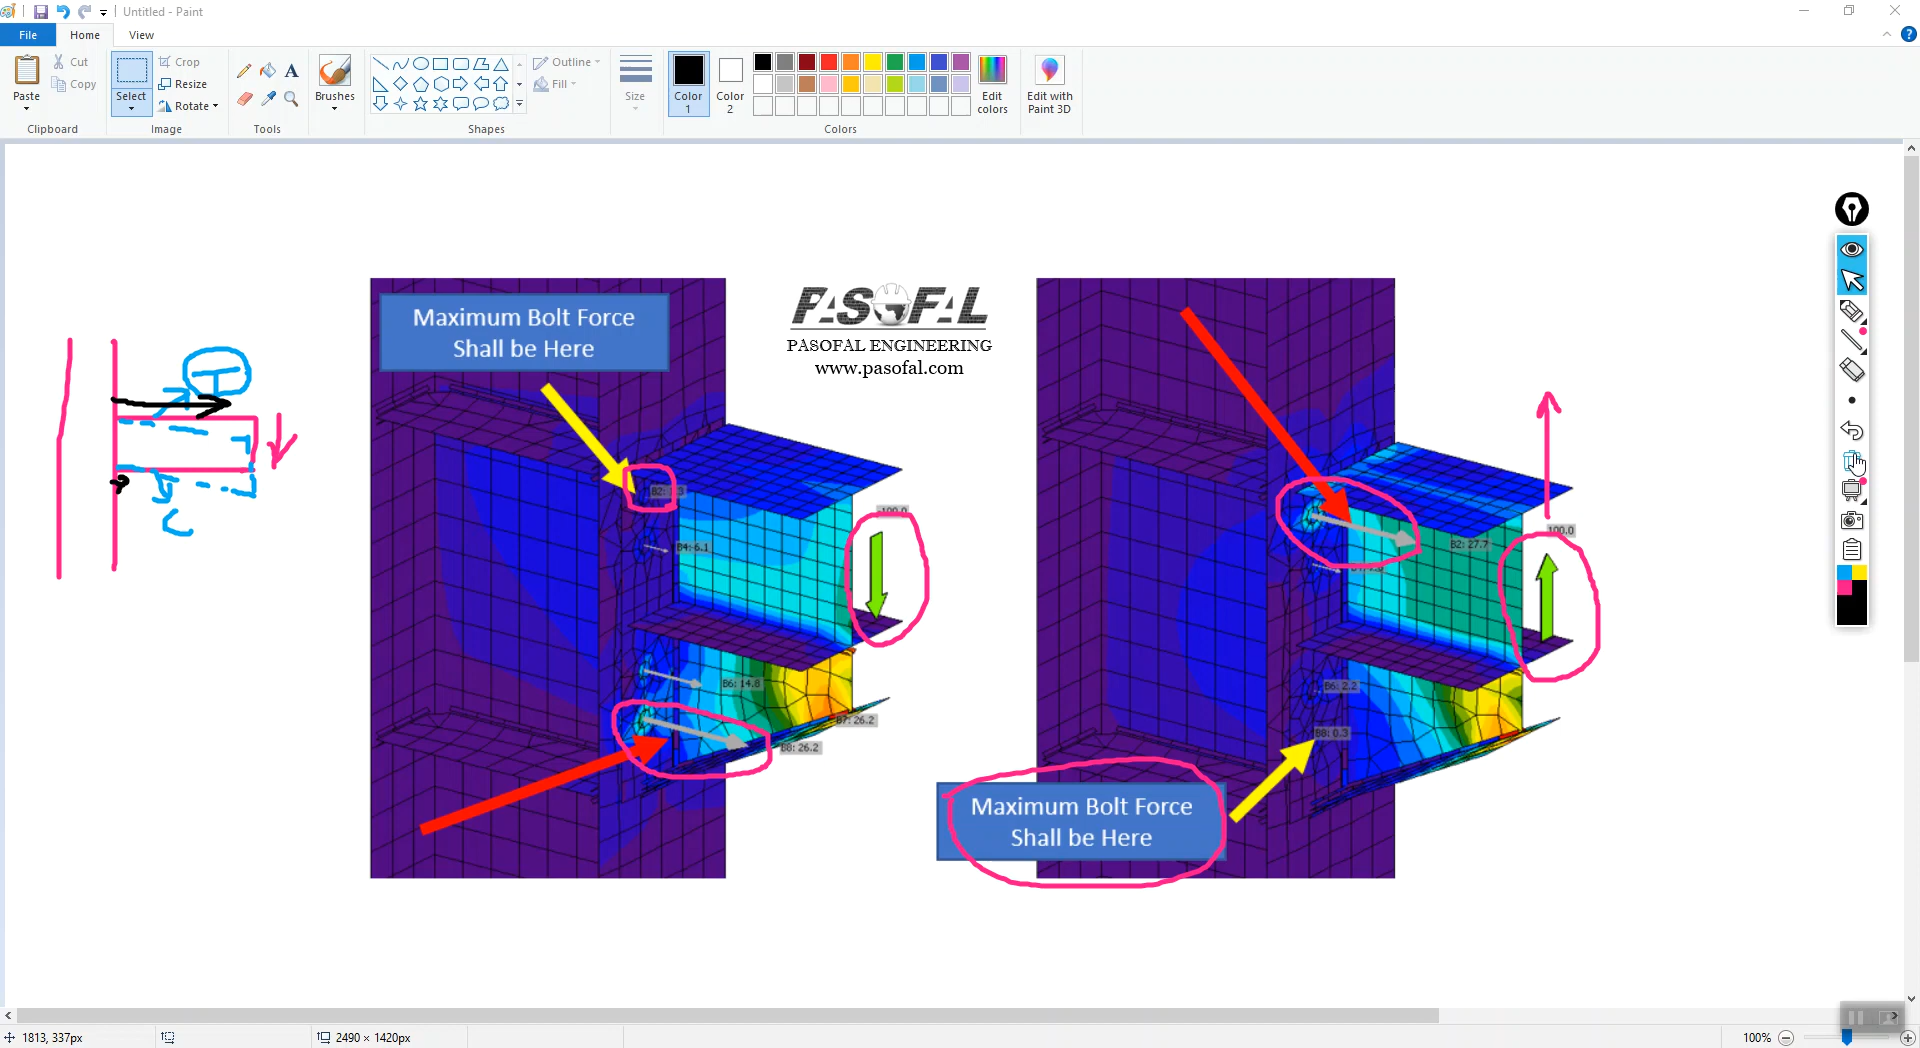 Untitled - Paint
File
Home
View
Paste
Cut
Copy
Clipboard
Select
Crop
Resize
Rotate
Image
Tools
Brushes
Shapes
Outline
Fill
Size
Color
1
Color
2
Edit
colors
Colors
Edit with
Paint 3D
Maximum Bolt Force
Shall be Here
PASOFAL
PASOFAL ENGINEERING
www.pasofal.com
T
C
B4: 6.1
B6: 14.8
B7: 26.2
B8: 26.2
100.0
B2: 27.7
B6: 2.2
B8: 0.3
Maximum Bolt Force
Shall be Here
1813, 337px
2490 × 1420px
100%